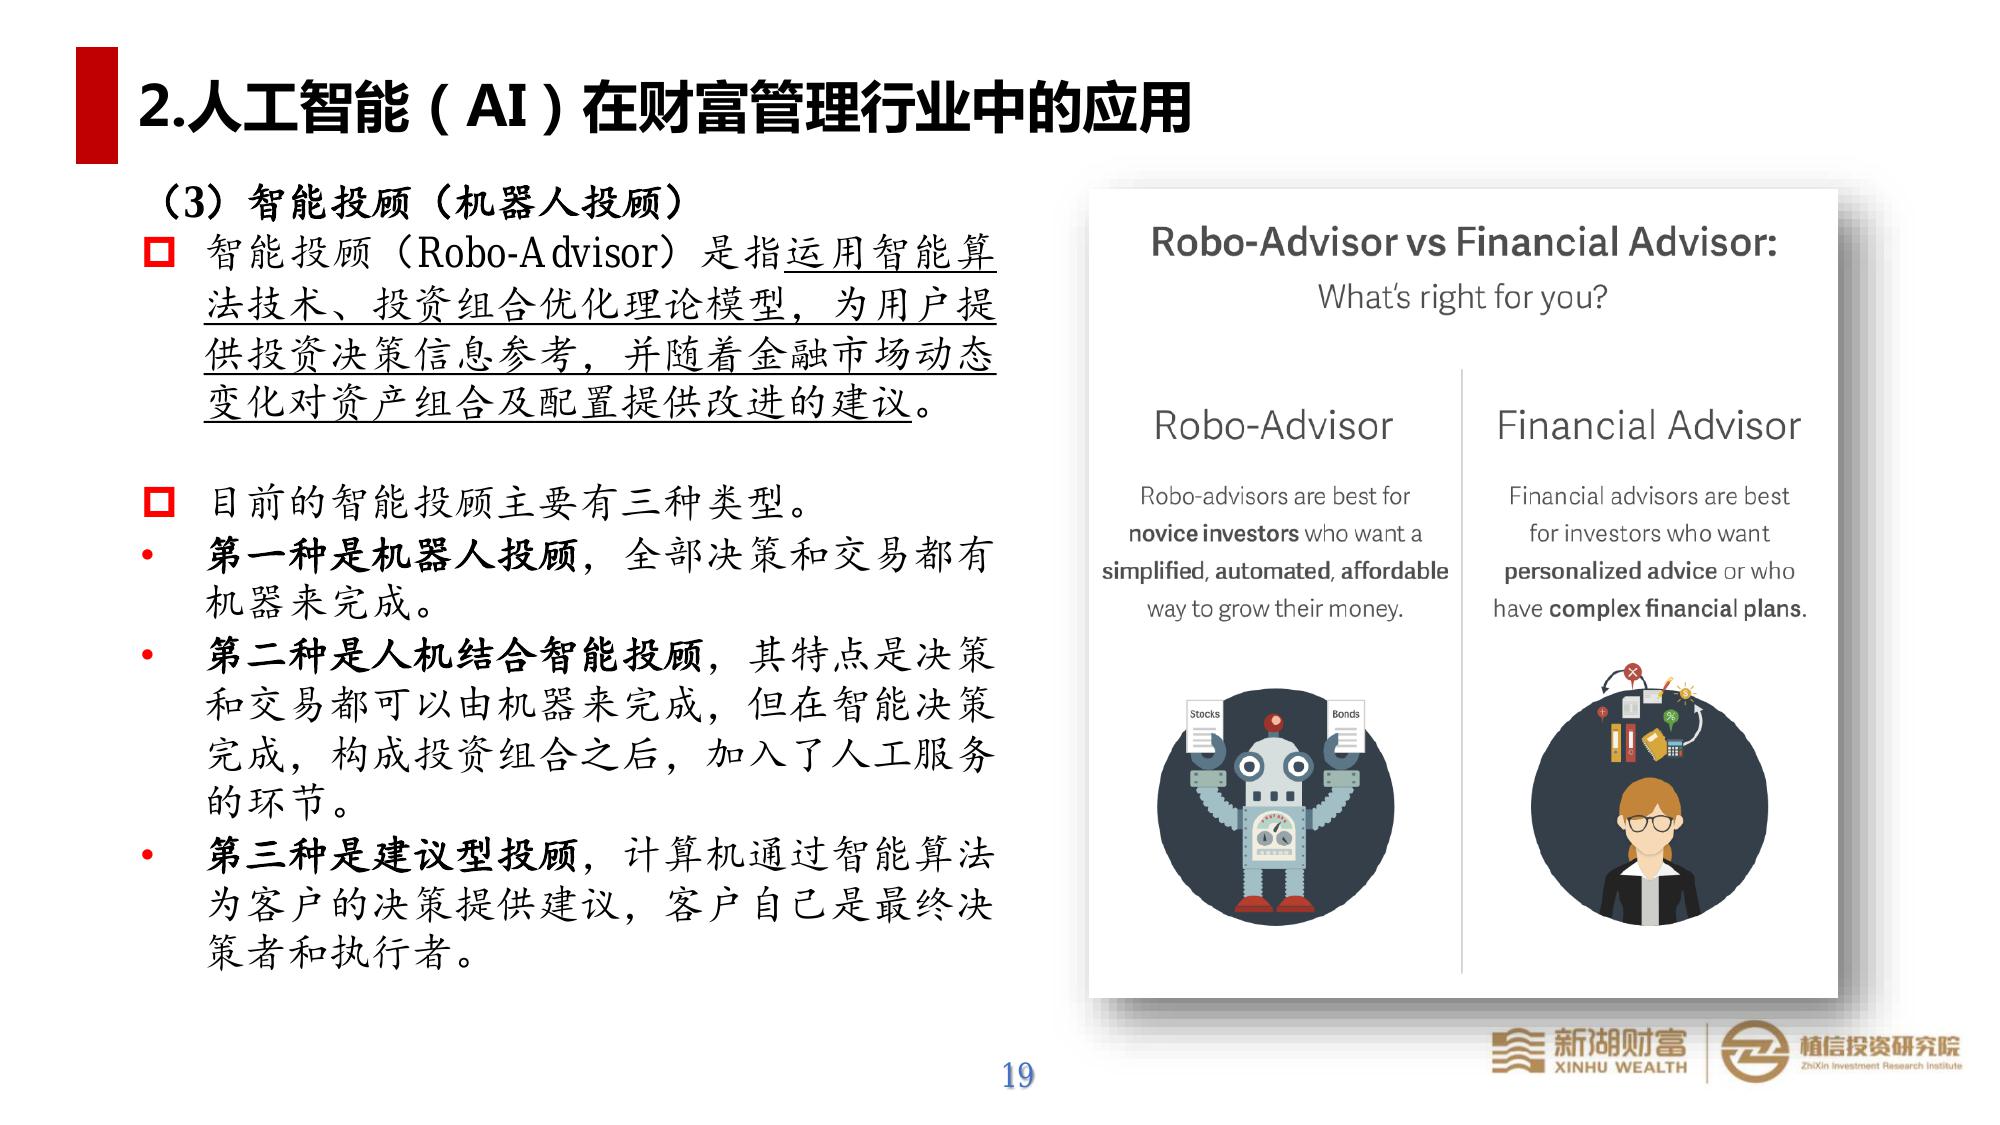 2.人工智能（AI）在财富管理行业中的应用
（3）智能投顾（机器人投顾）
智能投顾（Robo-Advisor）是指运用智能算
法技术、投资组合优化理论模型，为用户提
供投资决策信息参考，并随着金融市场动态
变化对资产组合及配置提供改进的建议。
目前的智能投顾主要有三种类型。
• 第一种是机器人投顾，全部决策和交易都有
机器来完成。
• 第二种是人机结合智能投顾，其特点是决策
和交易都可以由机器来完成，但在智能决策
完成，构成投资组合之后，加入了人工服务
的环节。
• 第三种是建议型投顾，计算机通过智能算法
为客户的决策提供建议，客户自己是最终决
策者和执行者。
Robo-Advisor vs Financial Advisor:
What's right for you?
Robo-Advisor
Robo-advisors are best for
novice investors who want a
simplified, automated, affordable
way to grow their money.
Stocks
Bonds
Financial Advisor
Financial advisors are best
for investors who want
personalized advice or who
have complex financial plans.
19
新湖财富
XINHU WEALTH
植信投资研究院
ZhiXin Investment Research Institute